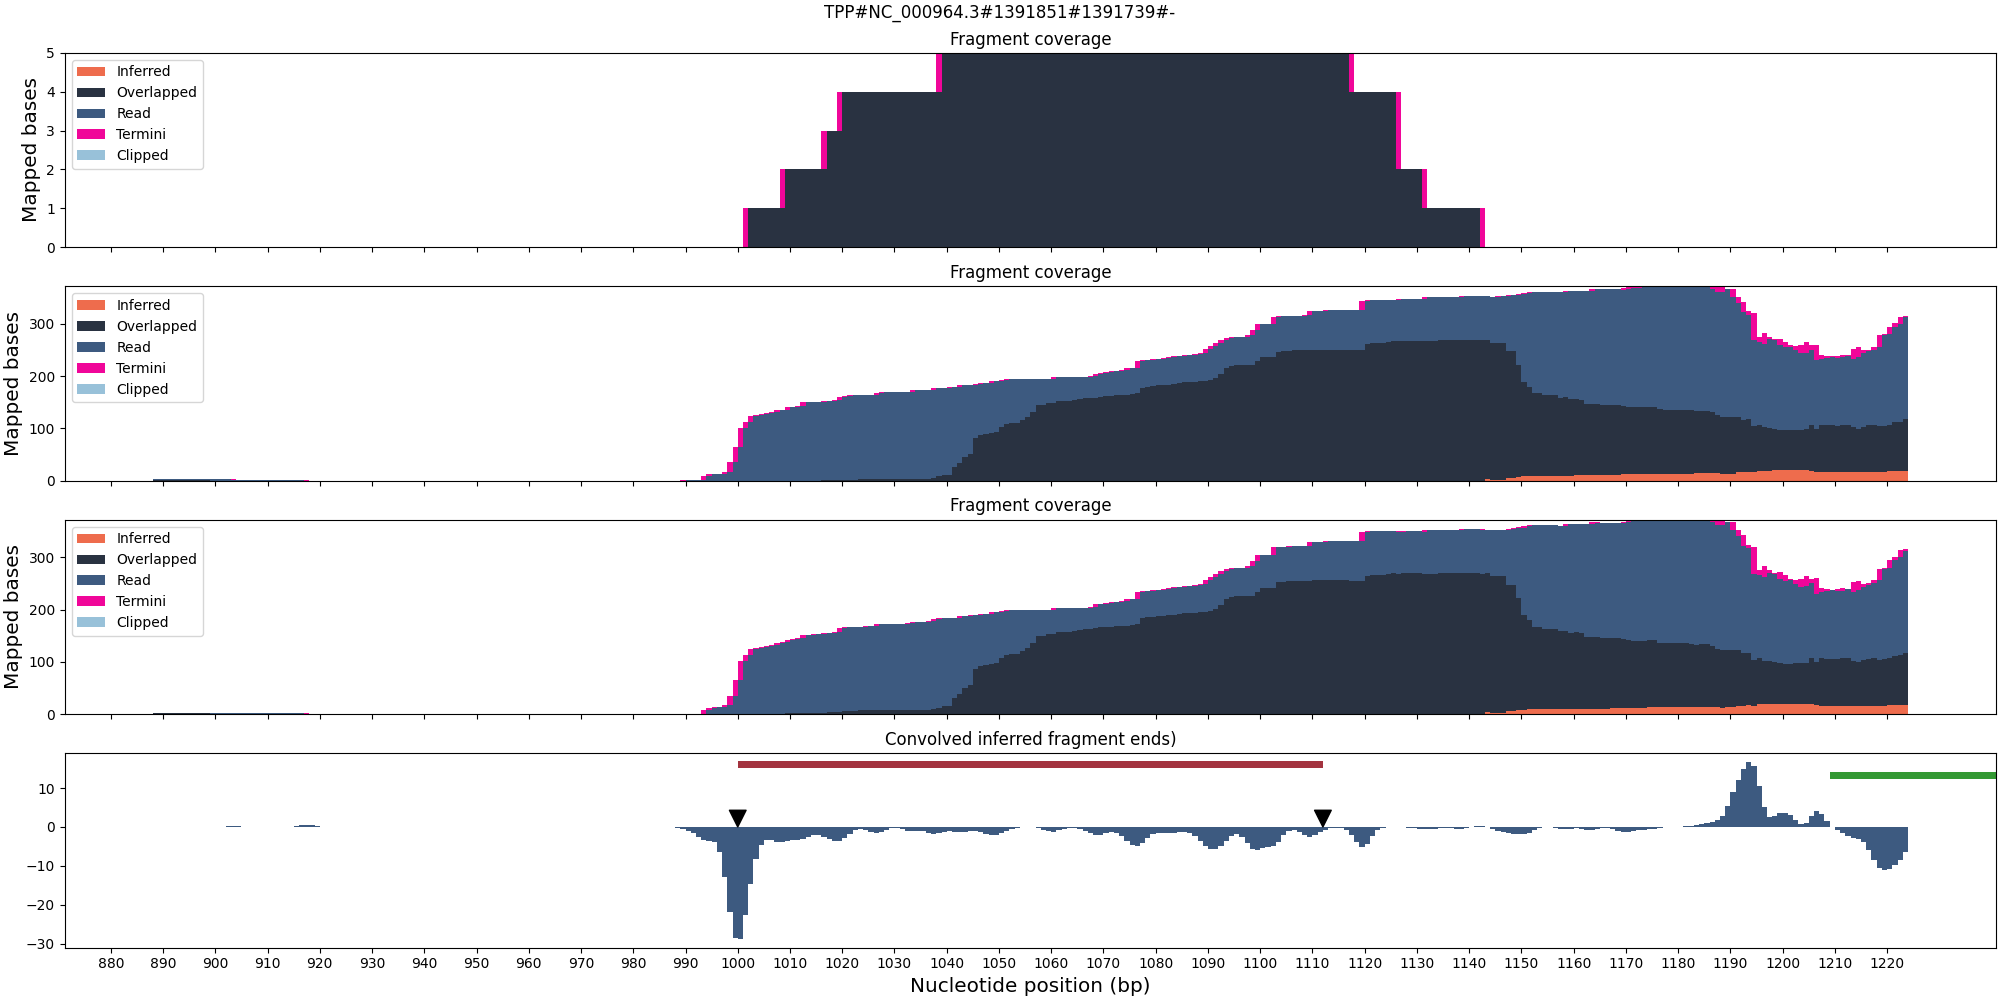 TPP#NC_000964.3#1391851#1391739#-
Fragment coverage
Mapped bases
5
4
3
2
1
0
Inferred
Overlapped
Read
Termini
Clipped
Fragment coverage
Mapped bases
300
200
100
0
Inferred
Overlapped
Read
Termini
Clipped
Fragment coverage
Mapped bases
300
200
100
0
Inferred
Overlapped
Read
Termini
Clipped
Convolved inferred fragment ends)
10
0
−10
−20
−30
880 890 900 910 920 930 940 950 960 970 980 990 1000 1010 1020 1030 1040 1050 1060 1070 1080 1090 1100 1110 1120 1130 1140 1150 1160 1170 1180 1190 1200 1210 1220
Nucleotide position (bp)